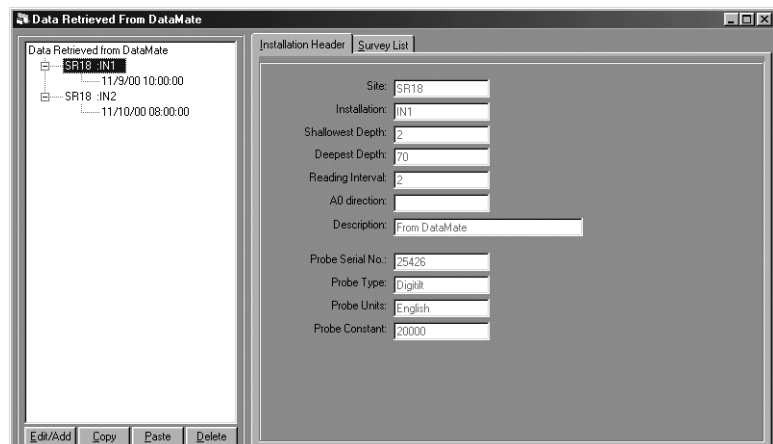 Data Retrieved From DataMate
Data Retrieved from DataMate
SR18 :IN1
11/9/00 10:00:00
SR18 :IN2
11/10/00 08:00:00
Edit/Add Copy Paste Delete
Installation Header Survey List
Site: SR18
Installation: IN1
Shallowest Depth: 2
Deepest Depth: 70
Reading Interval: 2
A0 direction:
Description: From DataMate
Probe Serial No.: 25426
Probe Type: Digitilt
Probe Units: English
Probe Constant: 20000